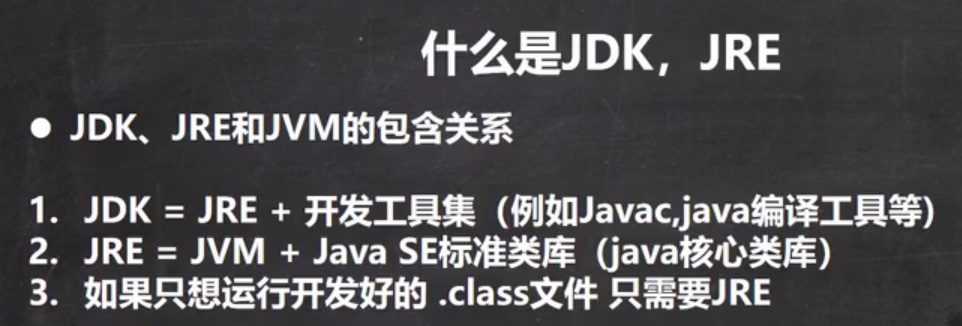 什么是JDK，JRE
● JDK、JRE和JVM的包含关系
1. JDK = JRE + 开发工具集（例如Javac,java编译工具等)
2. JRE = JVM + Java SE标准类库（java核心类库）
3. 如果只想运行开发好的 .class文件 只需要JRE